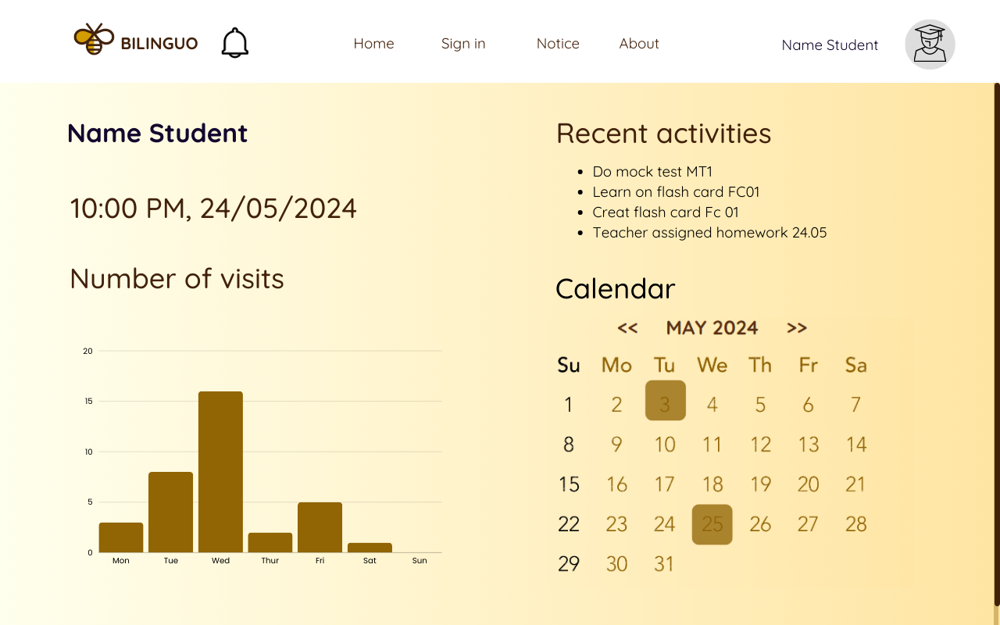 BILINGUO
Home Sign in Notice About
Name Student
Name Student
10:00 PM, 24/05/2024
Number of visits
20
15
10
5
0
Mon Tue Wed Thur Fri Sat Sun
Recent activities
Do mock test MT1
Learn on flash card FC01
Creat flash card Fc 01
Teacher assigned homework 24.05
Calendar
<< MAY 2024 >>
Su Mo Tu We Th Fr Sa
1 2 3 4 5 6 7
8 9 10 11 12 13 14
15 16 17 18 19 20 21
22 23 24 25 26 27 28
29 30 31